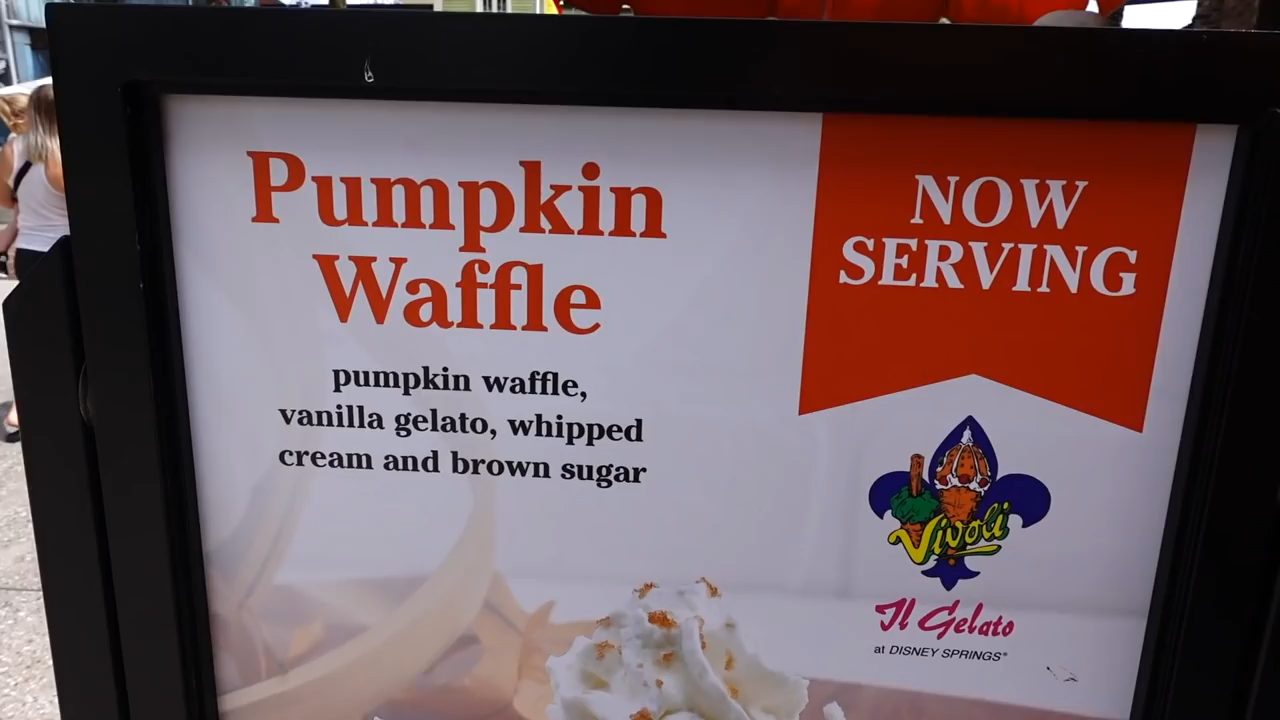 Pumpkin
Waffle
pumpkin waffle,
vanilla gelato, whipped
cream and brown sugar
NOW
SERVING
Vivoli
Il Gelato
at DISNEY SPRINGS®